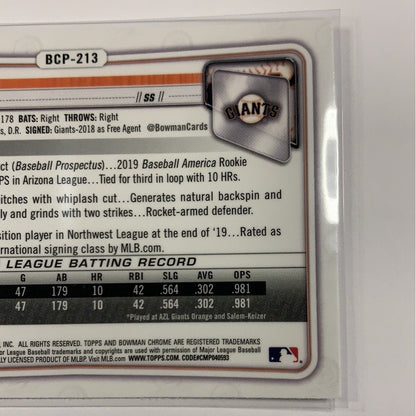 BCP-213
// SS //
GIANTS
178 BATS: Right THROWS: Right
s, D.R. SIGNED: Giants-2018 as Free Agent @BowmanCards
ct (Baseball Prospectus)...2019 Baseball America Rookie
PS in Arizona League...Tied for third in loop with 10 HRs.
itches with whiplash cut...Generates natural backspin and
ly and grinds with two strikes...Rocket-armed defender.
sition player in Northwest League at the end of '19...Rated as
ernational signing class by MLB.com.
LEAGUE BATTING RECORD
G AB HR RBI SLG AVG OPS
47 179 10 42 .564 .302 .981
47 179 10 42 .564 .302 .981
*Played at AZL Giants Orange and Salem-Keizer
, INC. ALL RIGHTS RESERVED. TOPPS AND BOWMAN CHROME ARE REGISTERED TRADEMARKS
r League Baseball trademarks and copyrights are used with permission of Major League Baseball
LLY LICENSED PRODUCT OF MLBP. Visit MLB.com WWW.TOPPS.COM CODE#CMP040593